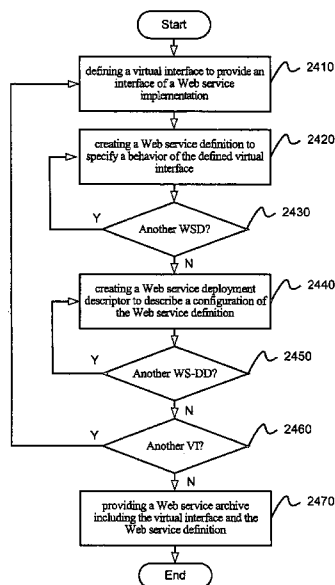 Start
defining a virtual interface to provide an
interface of a Web service
implementation
2410
creating a Web service definition to
specify a behavior of the defined virtual
interface
2420
Y
Another WSD?
2430
N
creating a Web service deployment
descriptor to describe a configuration of
the Web service definition
2440
Y
Another WS-DD?
2450
N
Y
Another VI?
2460
N
providing a Web service archive
including the virtual interface and the
Web service definition
2470
End